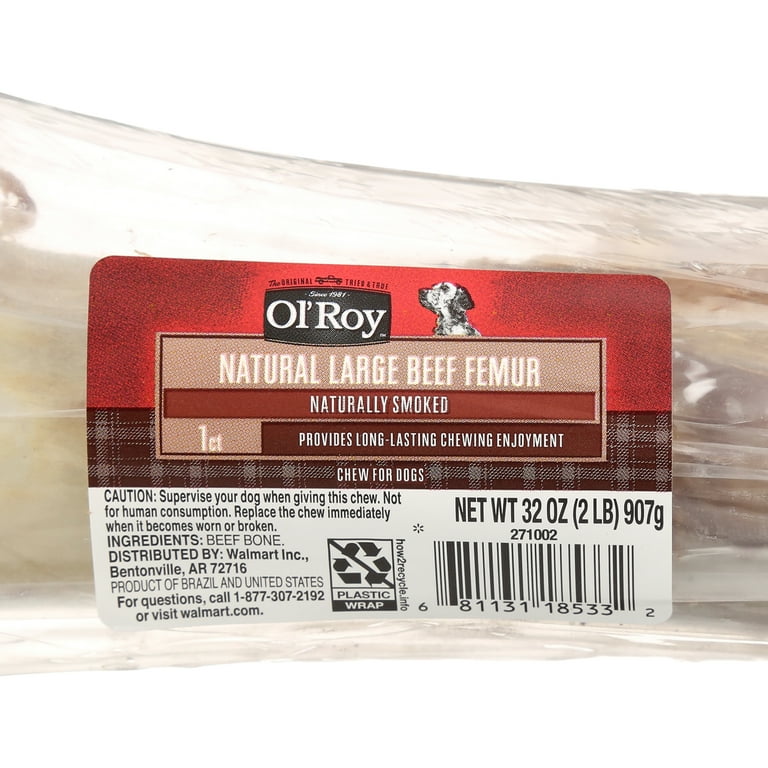 The ORIGINAL TRIED & TRUE
Since 1981
Ol'Roy
NATURAL LARGE BEEF FEMUR
NATURALLY SMOKED
1ct PROVIDES LONG-LASTING CHEWING ENJOYMENT
CHEW FOR DOGS
CAUTION: Supervise your dog when giving this chew. Not
for human consumption. Replace the chew immediately
when it becomes worn or broken.
INGREDIENTS: BEEF BONE.
DISTRIBUTED BY: Walmart Inc.,
Bentonville, AR 72716
PRODUCT OF BRAZIL AND UNITED STATES
For questions, call 1-877-307-2192
or visit walmart.com.
PLASTIC
WRAP
how2recycle.info
NET WT 32 OZ (2 LB) 907g
271002
6 81131 18533 2